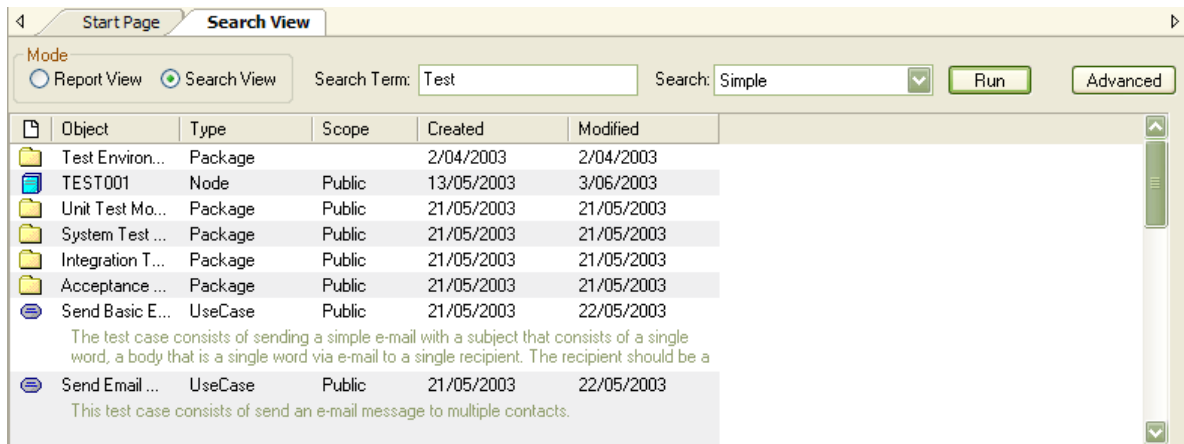 Start Page Search View
Mode
Report View Search View Search Term: Test Search: Simple Run Advanced
Object Type Scope Created Modified
Test Environ... Package 2/04/2003 2/04/2003
TEST001 Node Public 13/05/2003 3/06/2003
Unit Test Mo... Package Public 21/05/2003 21/05/2003
System Test ... Package Public 21/05/2003 21/05/2003
Integration T... Package Public 21/05/2003 21/05/2003
Acceptance ... Package Public 21/05/2003 21/05/2003
Send Basic E... UseCase Public 21/05/2003 22/05/2003
The test case consists of sending a simple e-mail with a subject that consists of a single
word, a body that is a single word via e-mail to a single recipient. The recipient should be a
Send Email ... UseCase Public 21/05/2003 22/05/2003
This test case consists of send an e-mail message to multiple contacts.